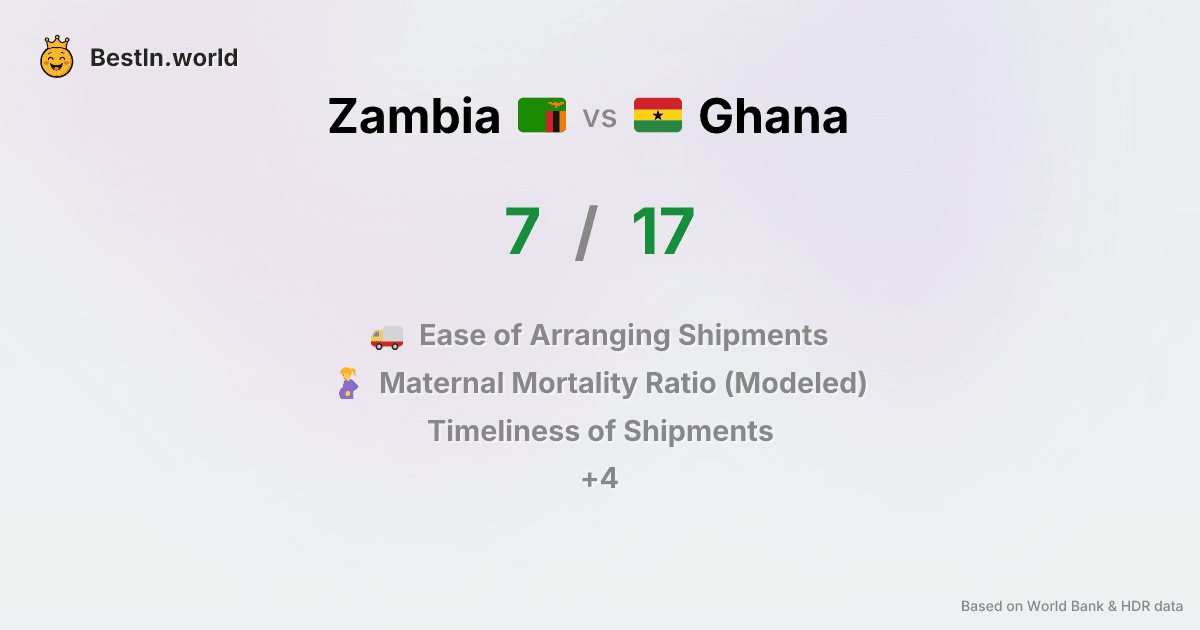 BestIn.world
Zambia vs Ghana
7 / 17
Ease of Arranging Shipments
Maternal Mortality Ratio (Modeled)
Timeliness of Shipments
+4
Based on World Bank & HDR data